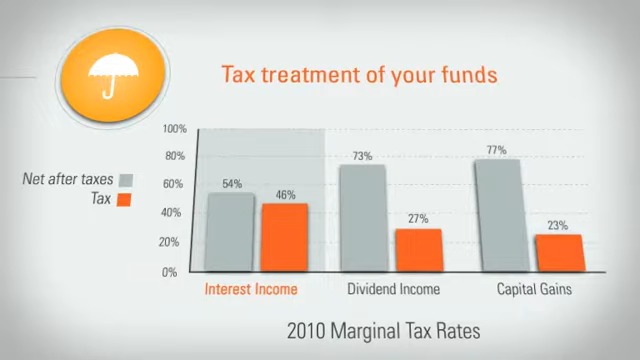 Tax treatment of your funds
Net after taxes
Tax
100%
80%
60%
40%
20%
0%
54%
46%
73%
27%
77%
23%
Interest Income
Dividend Income
Capital Gains
2010 Marginal Tax Rates